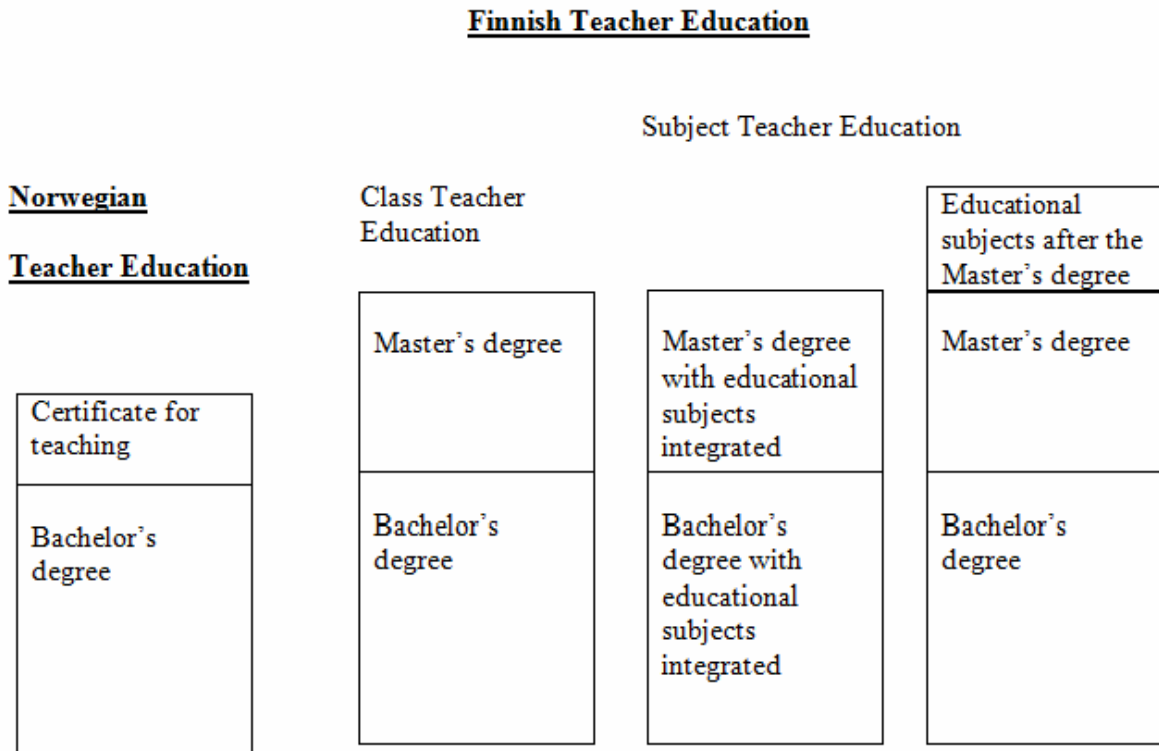 Finnish Teacher Education
Subject Teacher Education
Norwegian
Teacher Education
Certificate for
teaching
Bachelor’s
degree
Class Teacher
Education
Master’s degree
Bachelor’s
degree
Master’s degree
with educational
subjects
integrated
Bachelor’s
degree with
educational
subjects
integrated
Educational
subjects after the
Master’s degree
Master’s degree
Bachelor’s
degree